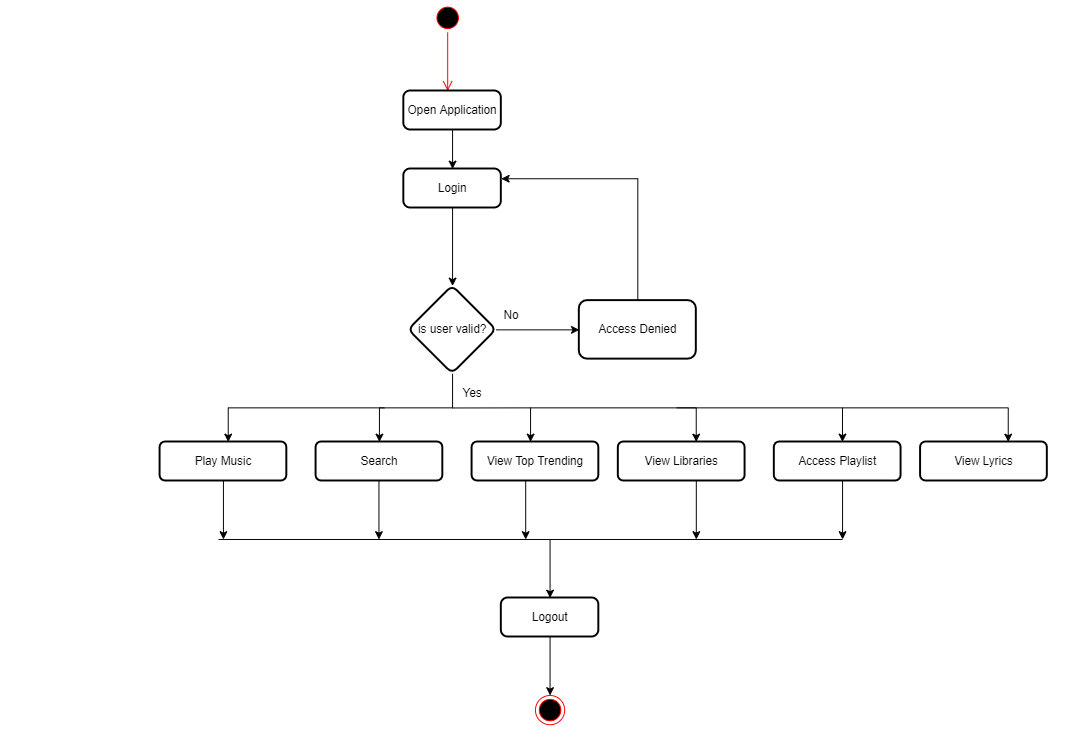 Open Application
Login
is user valid?
No
Access Denied
Yes
Play Music
Search
View Top Trending
View Libraries
Access Playlist
View Lyrics
Logout